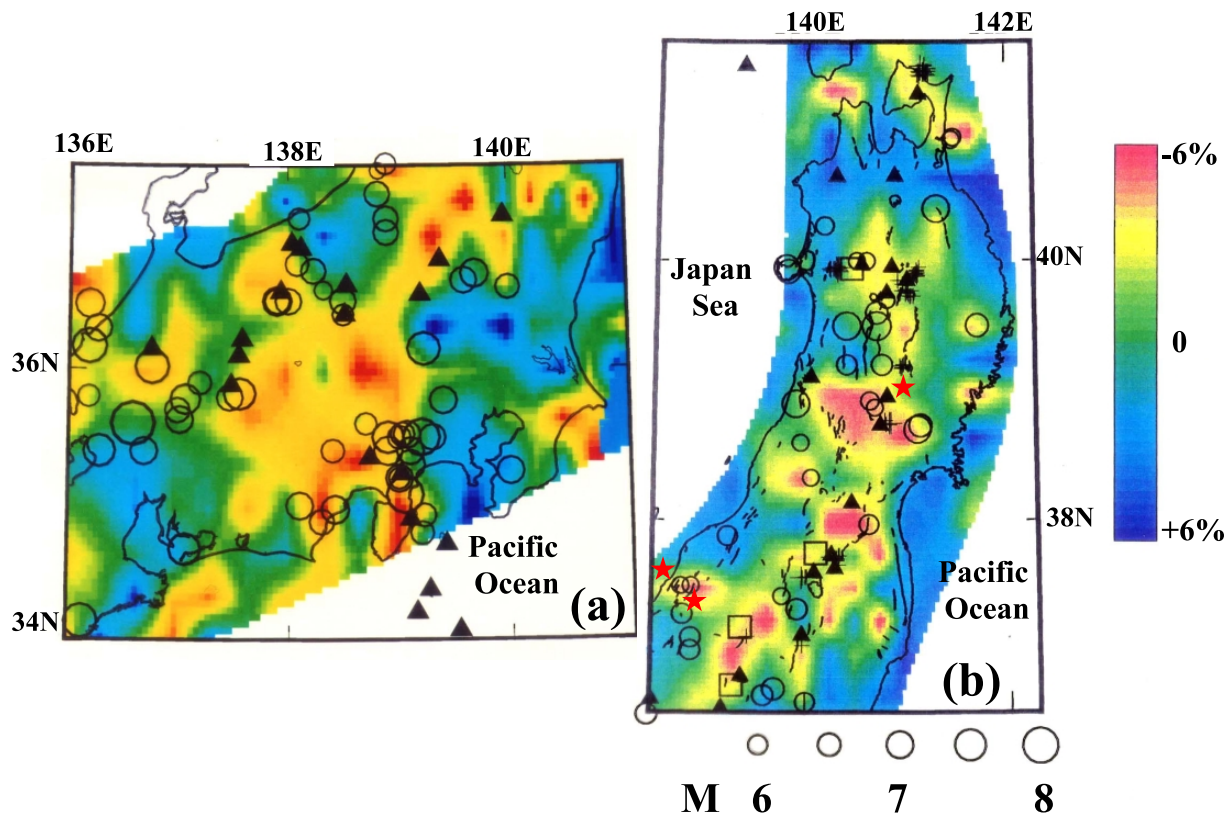 140E 142E
136E 138E 140E
-6%
Japan
Sea
40N
0
36N
38N
+6%
Pacific
Ocean
(a)
Pacific
Ocean
34N
(b)
M 6 7 8